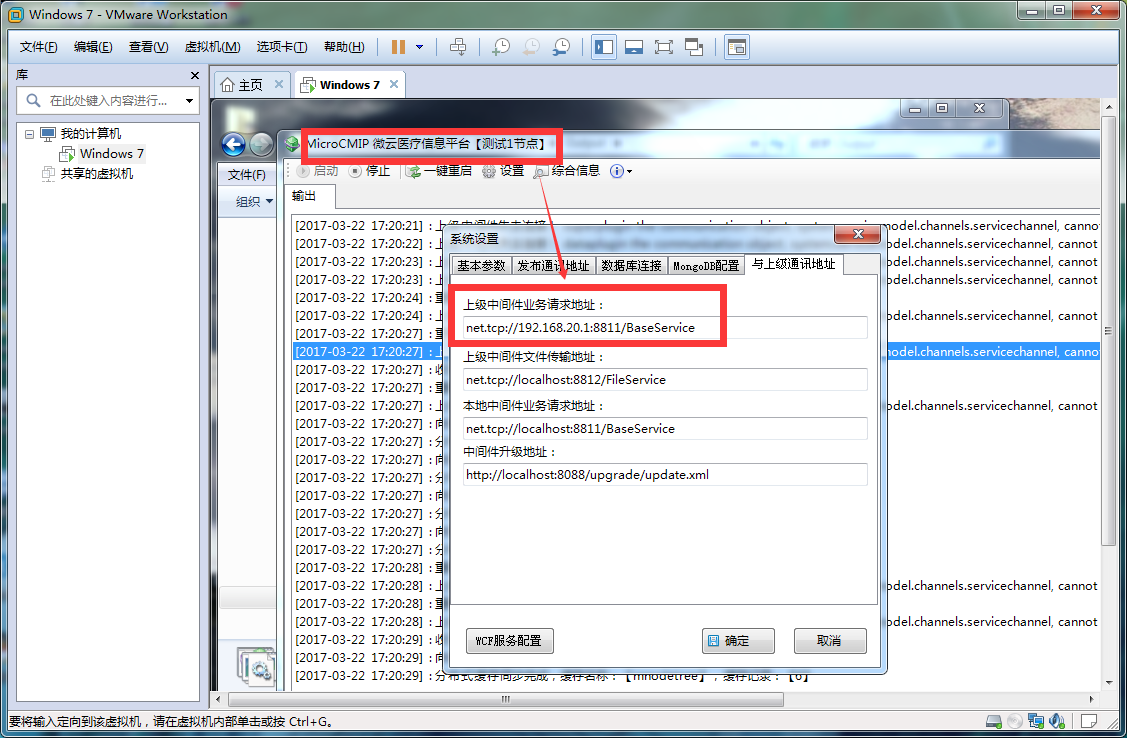 Windows 7 - VMware Workstation
文件(F) 编辑(E) 查看(V) 虚拟机(M) 选项卡(T) 帮助(H)
库
在此处键入内容进行...
我的计算机
Windows 7
共享的虚拟机
主页
Windows 7
MicroCMIP 微云医疗信息平台【测试1节点】
文件(F)
组织
启动 停止 一键重启 设置 综合信息
输出
[2017-03-22 17:20:21] :上
[2017-03-22 17:20:22] :上
[2017-03-22 17:20:23] :上
[2017-03-22 17:20:23] :上
[2017-03-22 17:20:24] :重
[2017-03-22 17:20:24] :上
[2017-03-22 17:20:27] :重
[2017-03-22 17:20:27] :上
[2017-03-22 17:20:27] :收
[2017-03-22 17:20:27] :重
[2017-03-22 17:20:27] :上
[2017-03-22 17:20:27] :向
[2017-03-22 17:20:27] :分
[2017-03-22 17:20:27] :向
[2017-03-22 17:20:27] :分
[2017-03-22 17:20:27] :向
[2017-03-22 17:20:27] :分
[2017-03-22 17:20:27] :向
[2017-03-22 17:20:27] :分
[2017-03-22 17:20:28] :重
[2017-03-22 17:20:28] :上
[2017-03-22 17:20:28] :重
[2017-03-22 17:20:28] :上
[2017-03-22 17:20:29] :收
[2017-03-22 17:20:29] :向
[2017-03-22 17:20:29] :分布式缓存同步完成，缓存名称：【mnodetree】，缓存记录：【6】
model.channels.servicechannel, cannot
odel.channels.servicechannel, cannot
odel.channels.servicechannel, cannot
odel.channels.servicechannel, cannot
odel.channels.servicechannel, cannot
nodel.channels.servicechannel, cannot
odel.channels.servicechannel, cannot
odel.channels.servicechannel, cannot
odel.channels.servicechannel, cannot
系统设置
基本参数 发布通讯地址 数据库连接 MongoDB配置 与上级通讯地址
上级中间件业务请求地址：
net.tcp://192.168.20.1:8811/BaseService
上级中间件文件传输地址：
net.tcp://localhost:8812/FileService
本地中间件业务请求地址：
net.tcp://localhost:8811/BaseService
中间件升级地址：
http://localhost:8088/upgrade/update.xml
WCF服务配置 确定 取消
要将输入定向到该虚拟机，请在虚拟机内部单击或按 Ctrl+G。